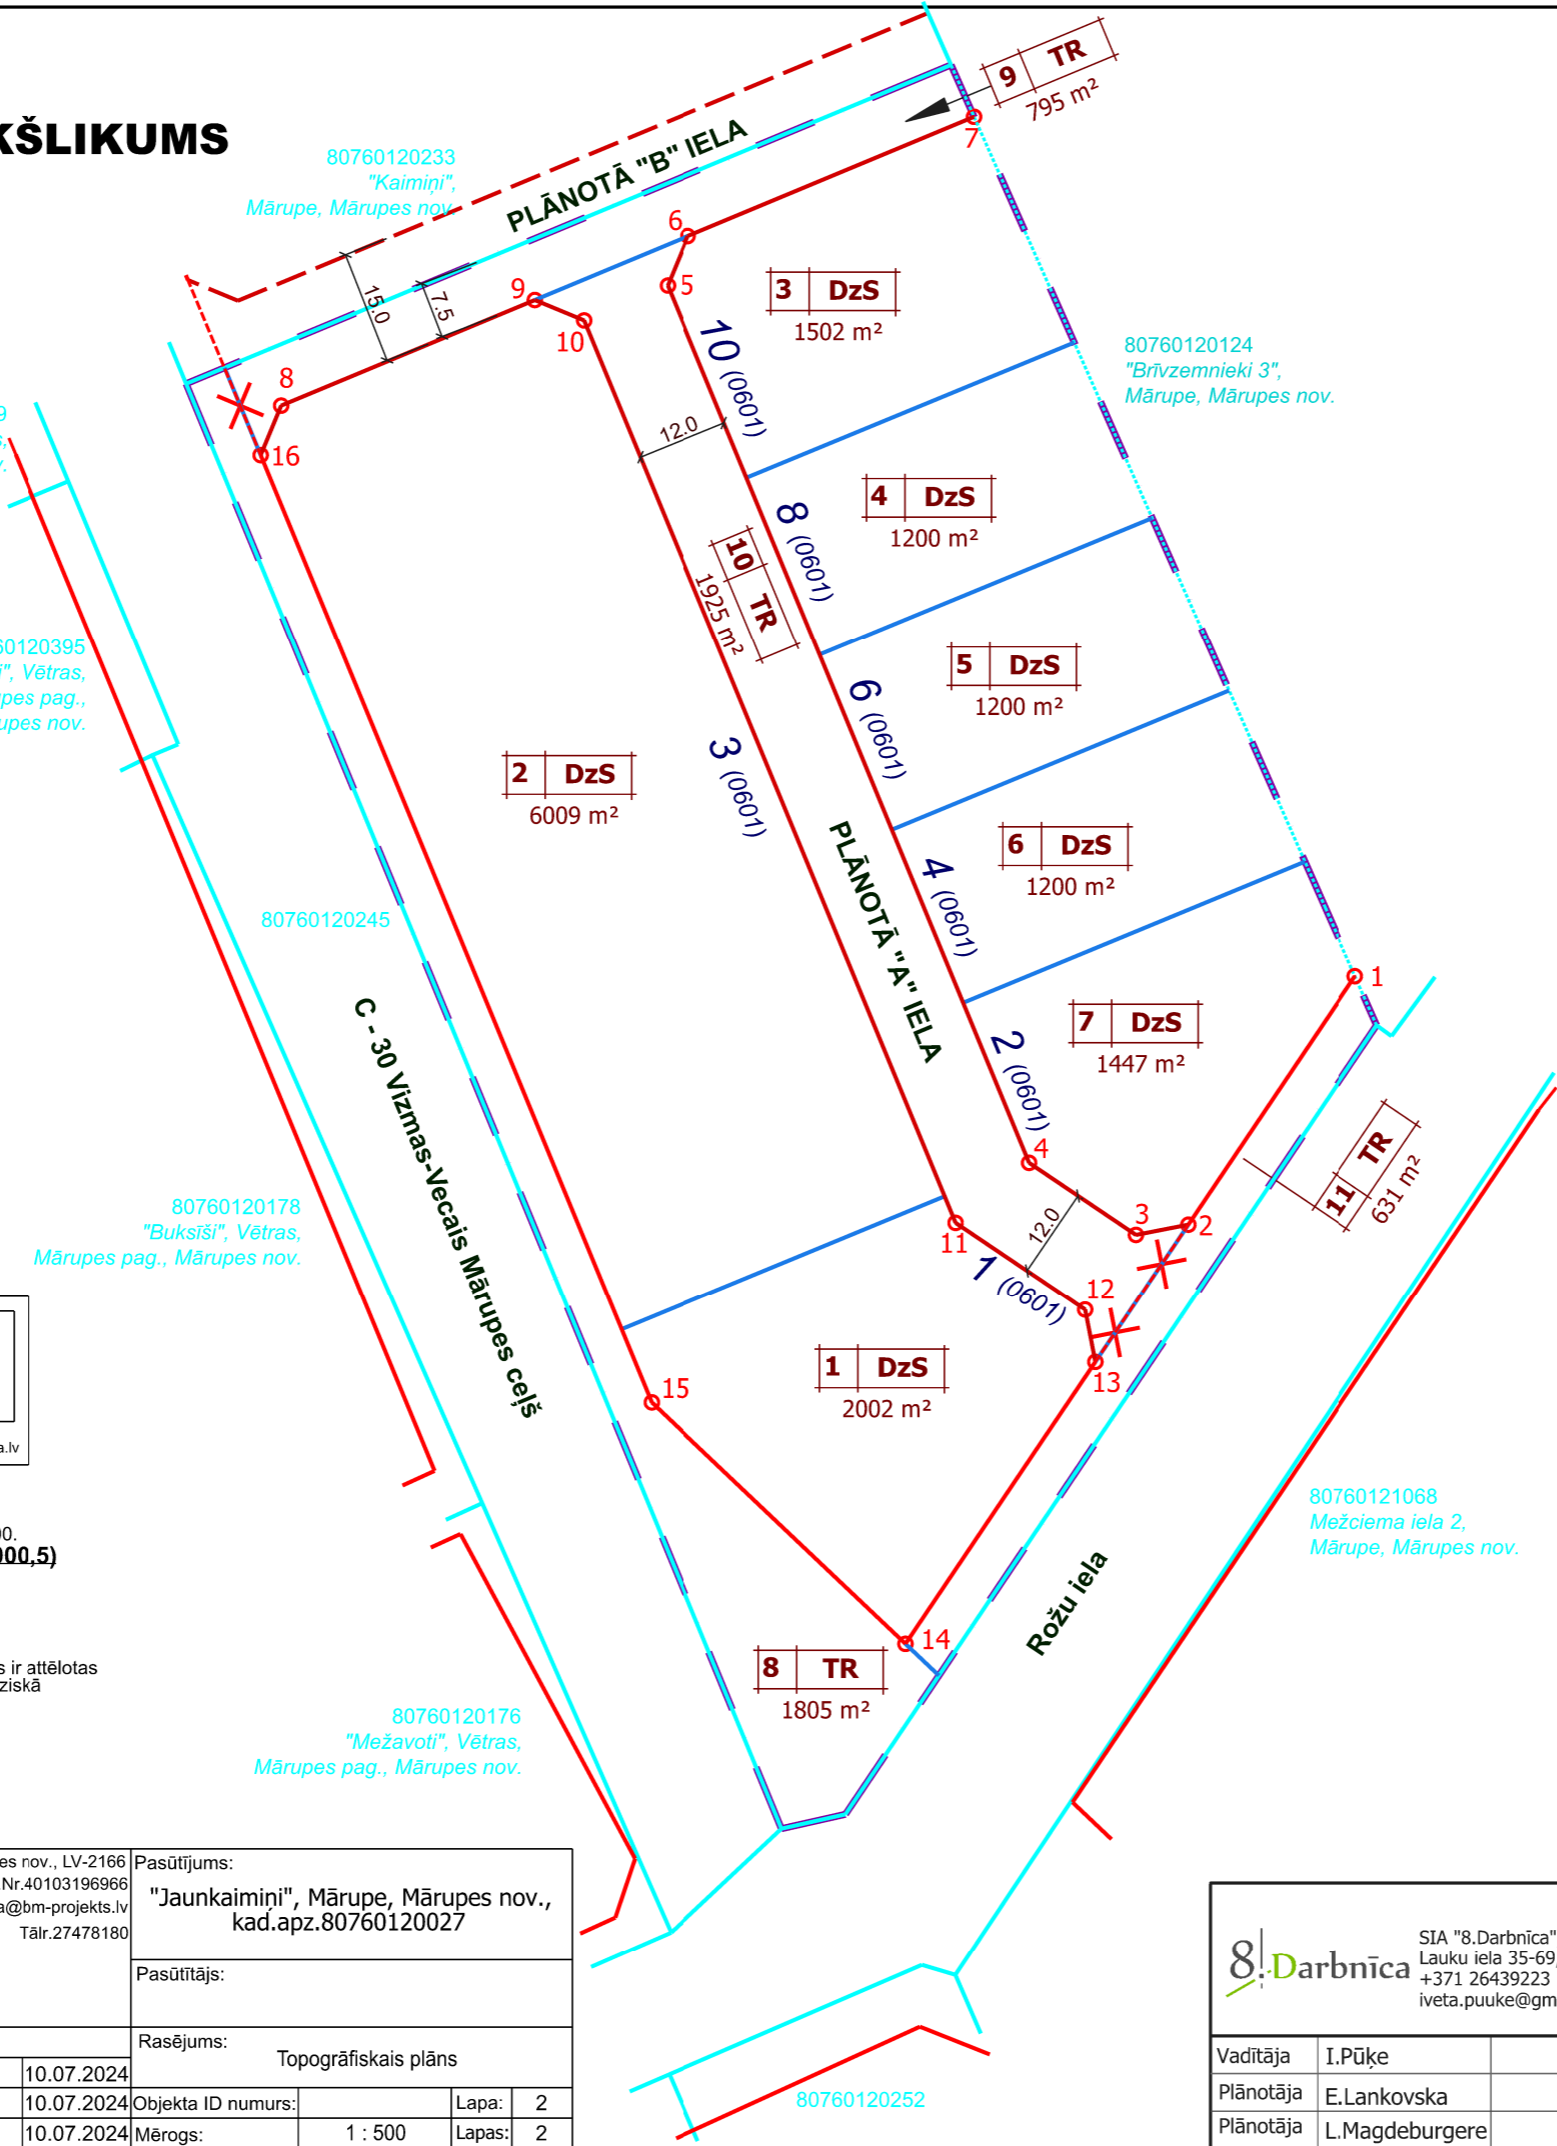 KŠLIKUMS
80760120233
"Kaimiņi",
Mārupe, Mārupes nov.
PLĀNOTĀ "B" IELA
9 TR
795 m²
7
6
5
9
10
8
16
15.0
7.5
12.0
3 DzS
1502 m²
10 (0601)
80760120124
"Brīvzemnieki 3",
Mārupe, Mārupes nov.
4 DzS
1200 m²
8 (0601)
10 TR
1925 m²
5 DzS
1200 m²
6 (0601)
60120395
", Vētras,
pes pag.,
upes nov.
2 DzS
6009 m²
3 (0601)
PLĀNOTĀ "A" IELA
6 DzS
1200 m²
4 (0601)
80760120245
C - 30 Vizmas-Vecais Mārupes ceļš
7 DzS
1447 m²
2 (0601)
1
4
3
2
12.0
11
1 (0601)
12
13
11 TR
631 m²
80760120178
"Buksīši", Vētras,
Mārupes pag., Mārupes nov.
1 DzS
2002 m²
15
14
a.lv
00.
000,5)
80760121068
Mežciema iela 2,
Mārupe, Mārupes nov.
Rožu iela
8 TR
1805 m²
s ir attēlotas
ziskā
80760120176
"Mežavoti", Vētras,
Mārupes pag., Mārupes nov.
es nov., LV-2166
.Nr.40103196966
a@bm-projekts.lv
Tālr.27478180
Pasūtījums:
"Jaunkaimiņi", Mārupe, Mārupes nov.,
kad.apz.80760120027
Pasūtītājs:
Rasējums:
Topogrāfiskais plāns
10.07.2024
10.07.2024 Objekta ID numurs: Lapa: 2
10.07.2024 Mērogs: 1 : 500 Lapas: 2
80760120252
8.Darbnīca
SIA "8.Darbnīca"
Lauku iela 35-69,
+371 26439223
iveta.puuke@gm
Vadītāja I.Pūķe
Plānotāja E.Lankovska
Plānotāja L.Magdeburgere